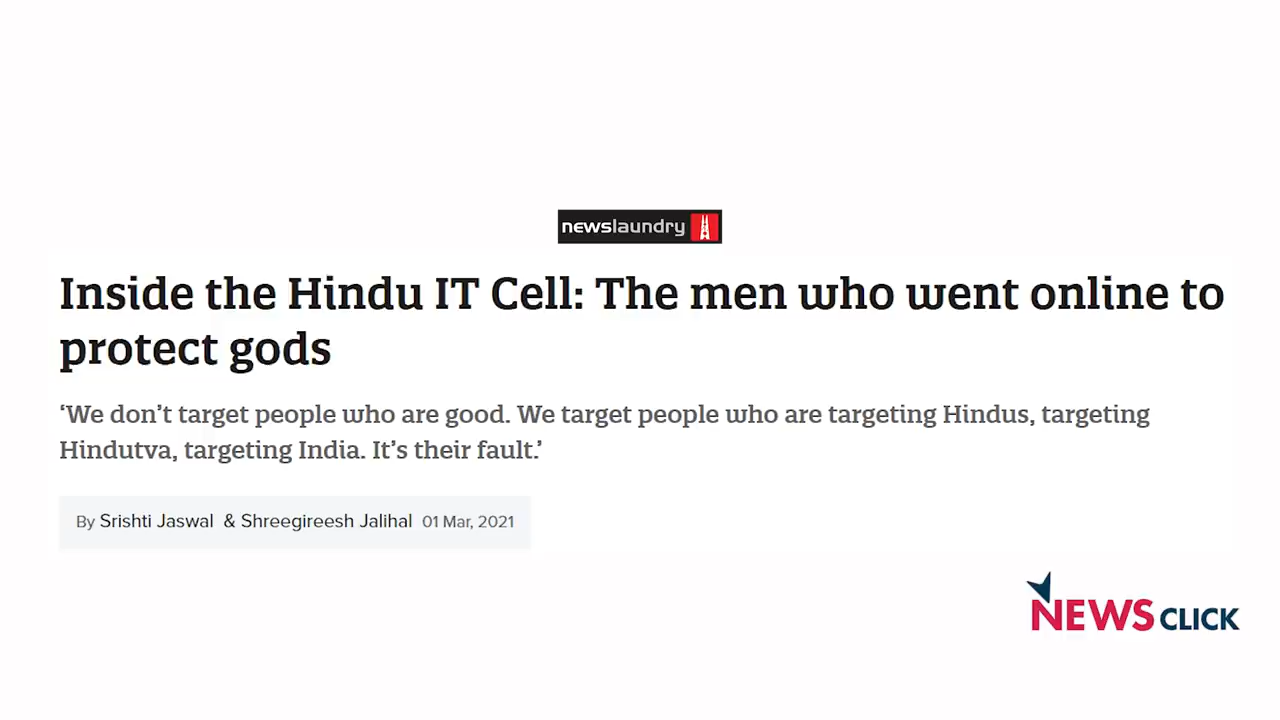 newslaundry
Inside the Hindu IT Cell: The men who went online to
protect gods
‘We don’t target people who are good. We target people who are targeting Hindus, targeting
Hindutva, targeting India. It’s their fault.’
By Srishti Jaswal & Shreegireesh Jalihal 01 Mar, 2021
NEWS CLICK